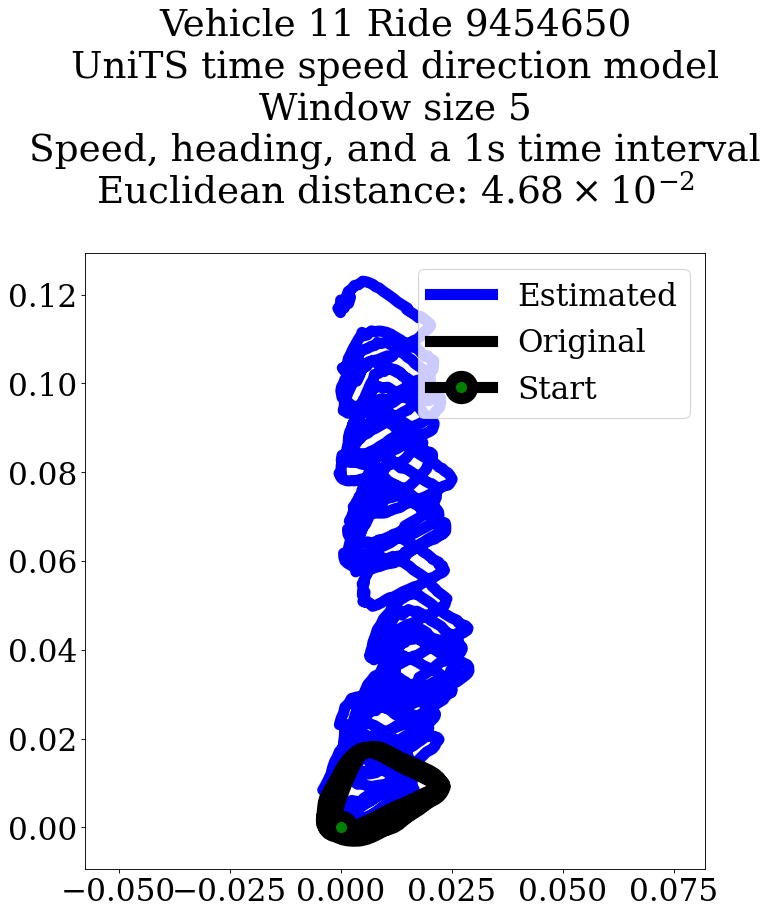 Vehicle 11 Ride 9454650
UniTS time speed direction model
Window size 5
Speed, heading, and a 1s time interval
Euclidean distance: 4.68 × 10⁻²
Estimated
Original
Start
0.12
0.10
0.08
0.06
0.04
0.02
0.00
−0.050 −0.025 0.000 0.025 0.050 0.075